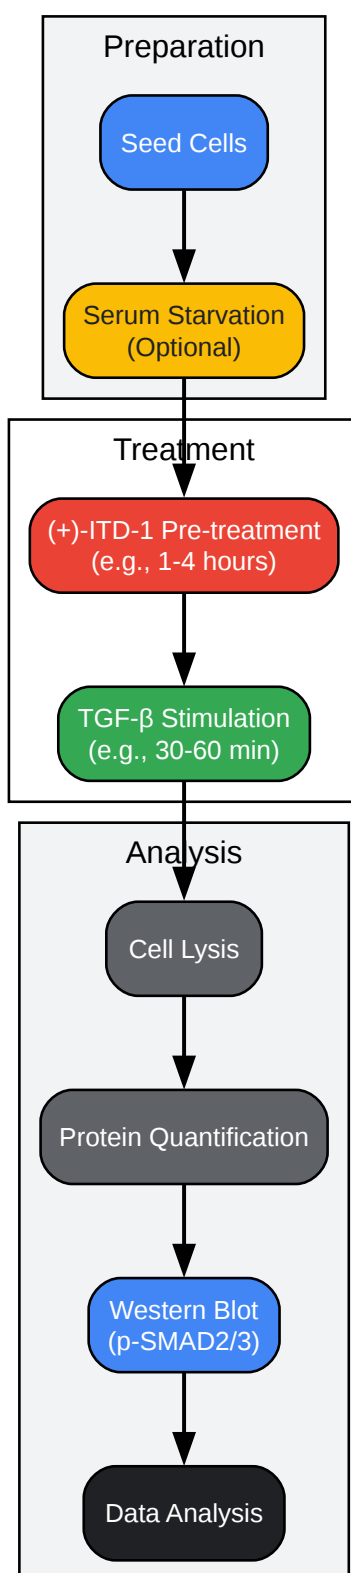 Preparation
Seed Cells
Serum Starvation
(Optional)
Treatment
(+)-ITD-1 Pre-treatment
(e.g., 1-4 hours)
TGF-β Stimulation
(e.g., 30-60 min)
Analysis
Cell Lysis
Protein Quantification
Western Blot
(p-SMAD2/3)
Data Analysis